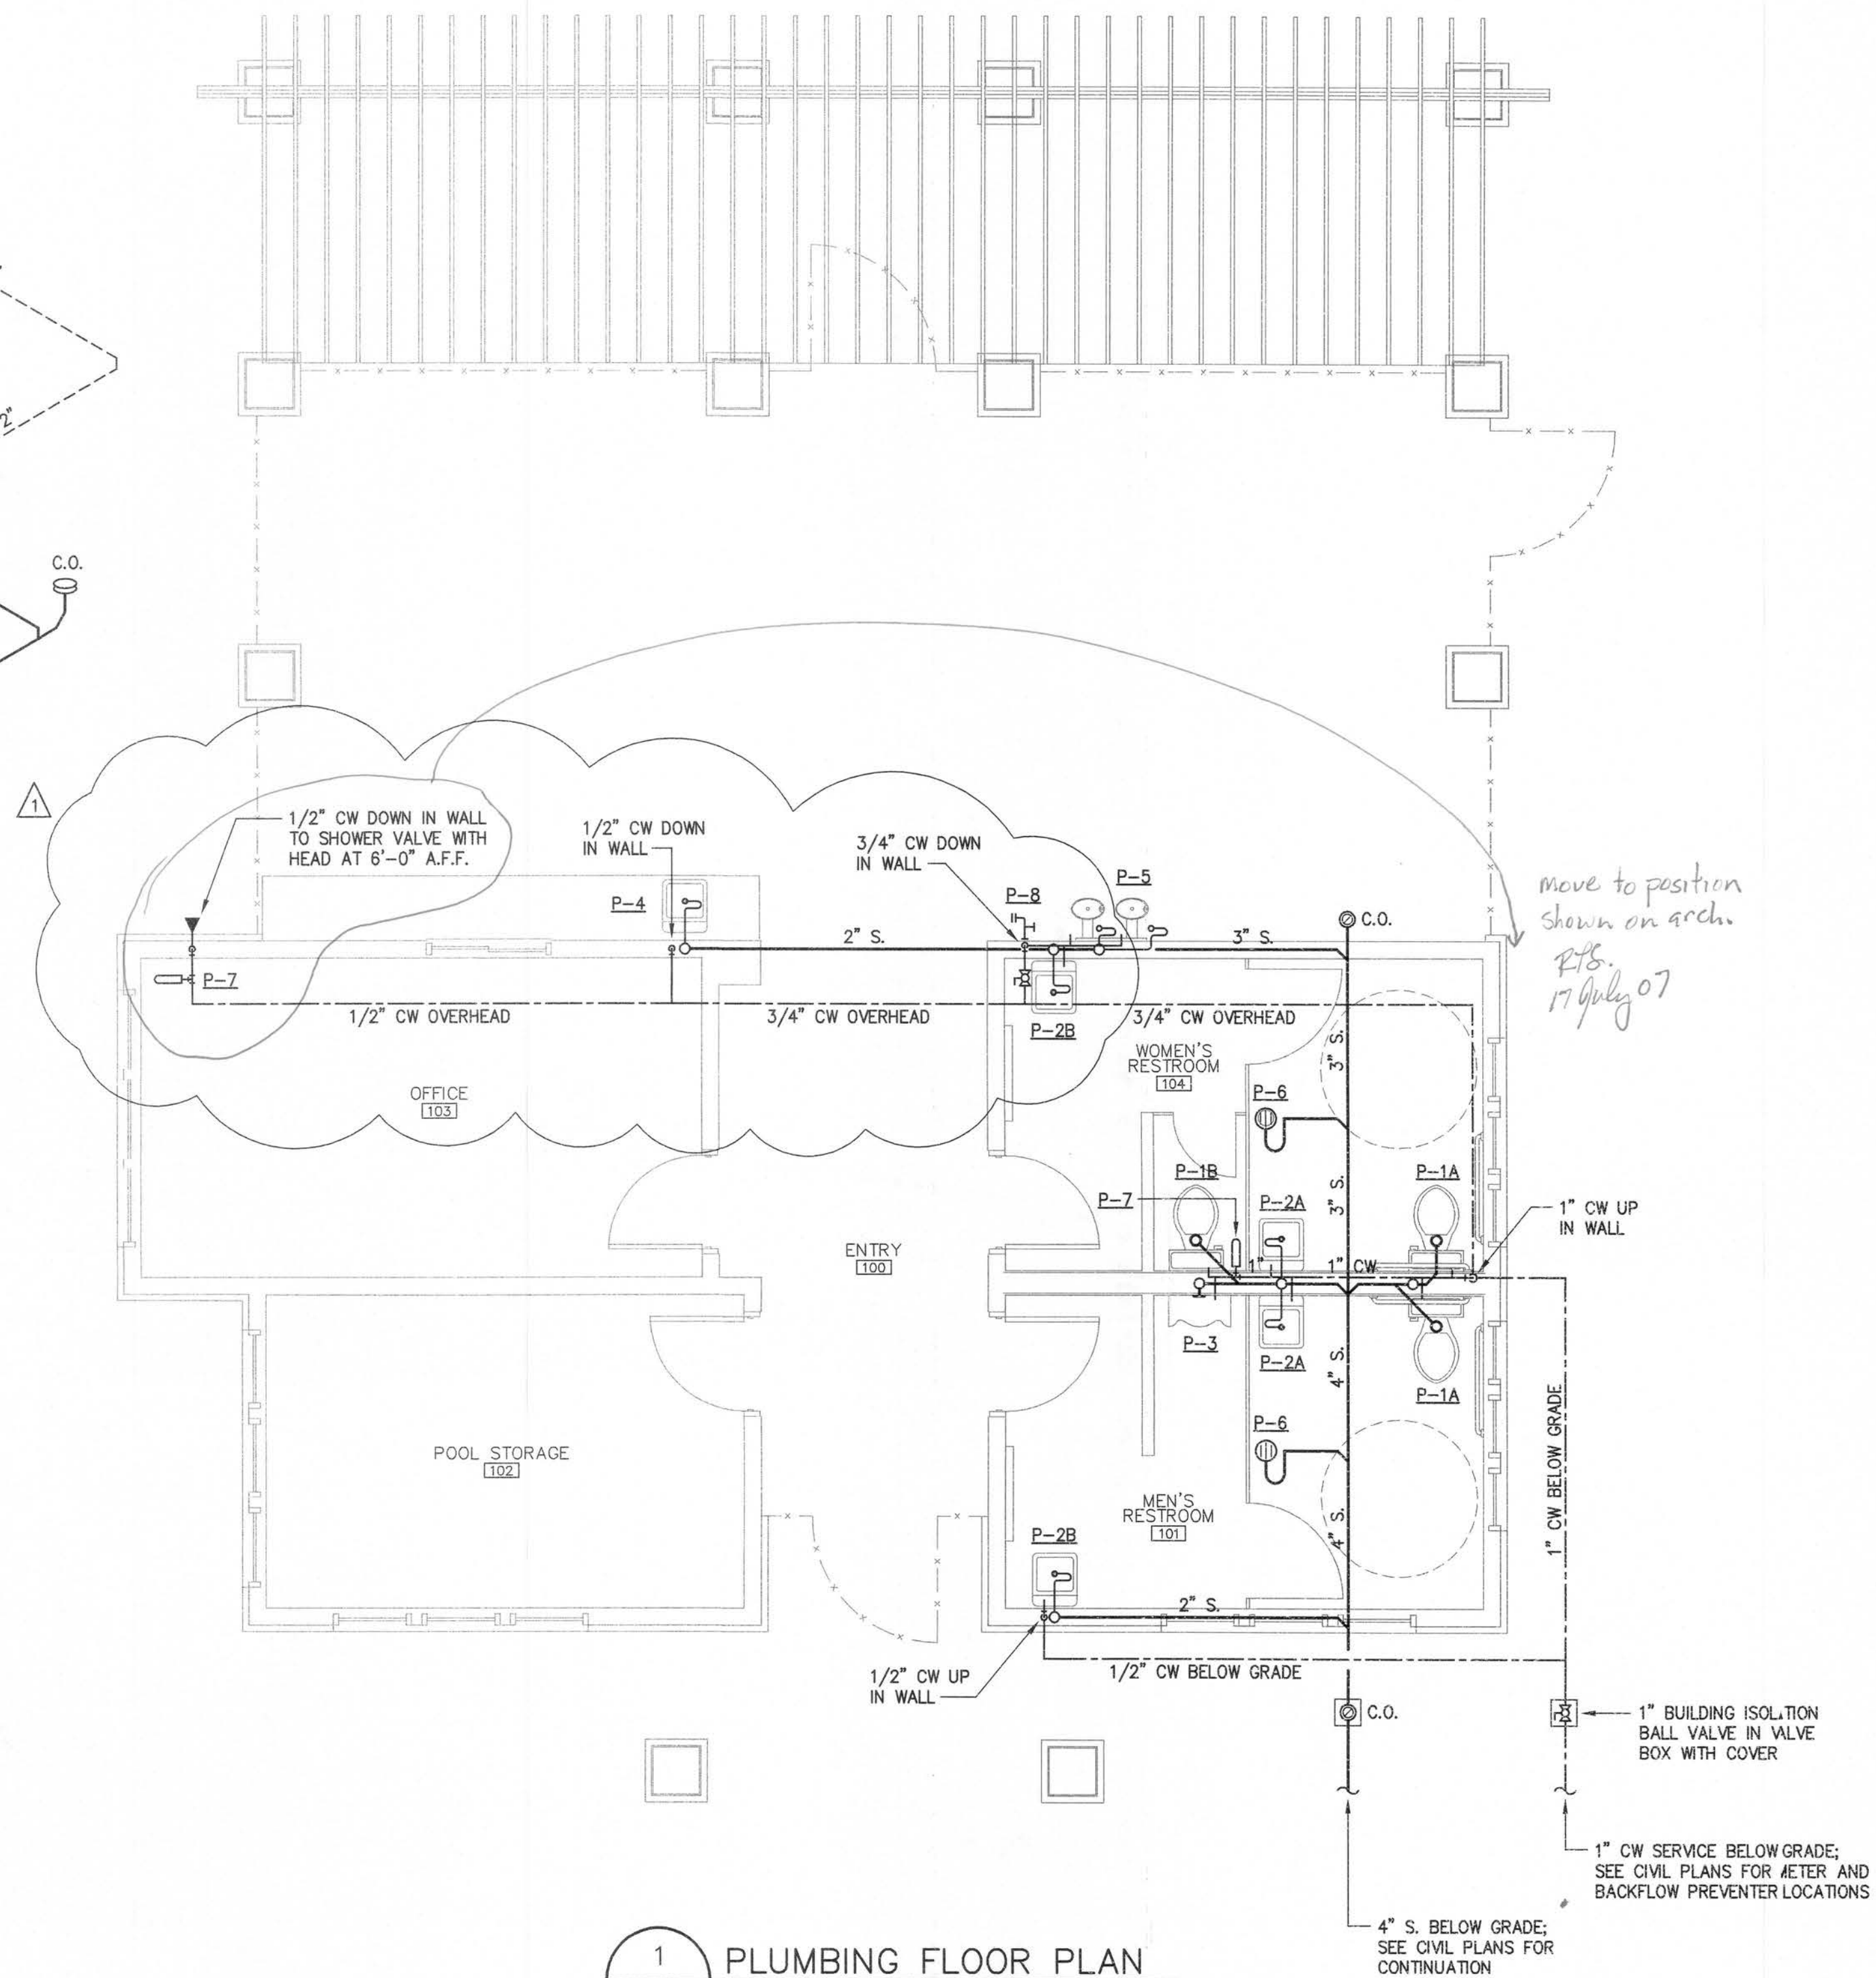 2"
C.O.
1
1/2" CW DOWN IN WALL
TO SHOWER VALVE WITH
HEAD AT 6'-0" A.F.F.
1/2" CW DOWN
IN WALL
3/4" CW DOWN
IN WALL
P-4
P-8
P-5
C.O.
2" S.
3" S.
move to position
shown on arch.
17 July 07
P-7
P-2B
1/2" CW OVERHEAD
3/4" CW OVERHEAD
3/4" CW OVERHEAD
3" S.
WOMEN'S
RESTROOM
104
OFFICE
103
P-6
P-1B
P-7
P-2A
3" S.
P-1A
1" CW UP
IN WALL
ENTRY
100
1"
1" CW
P-3
P-2A
4" S.
P-1A
P-6
1" CW BELOW GRADE
POOL STORAGE
102
MEN'S
RESTROOM
101
4" S.
P-2B
2" S.
1/2" CW UP
IN WALL
1/2" CW BELOW GRADE
C.O.
1" BUILDING ISOLATION
BALL VALVE IN VALVE
BOX WITH COVER
1" CW SERVICE BELOW GRADE;
SEE CIVIL PLANS FOR METER AND
BACKFLOW PREVENTER LOCATIONS
4" S. BELOW GRADE;
SEE CIVIL PLANS FOR
CONTINUATION
1
PLUMBING FLOOR PLAN